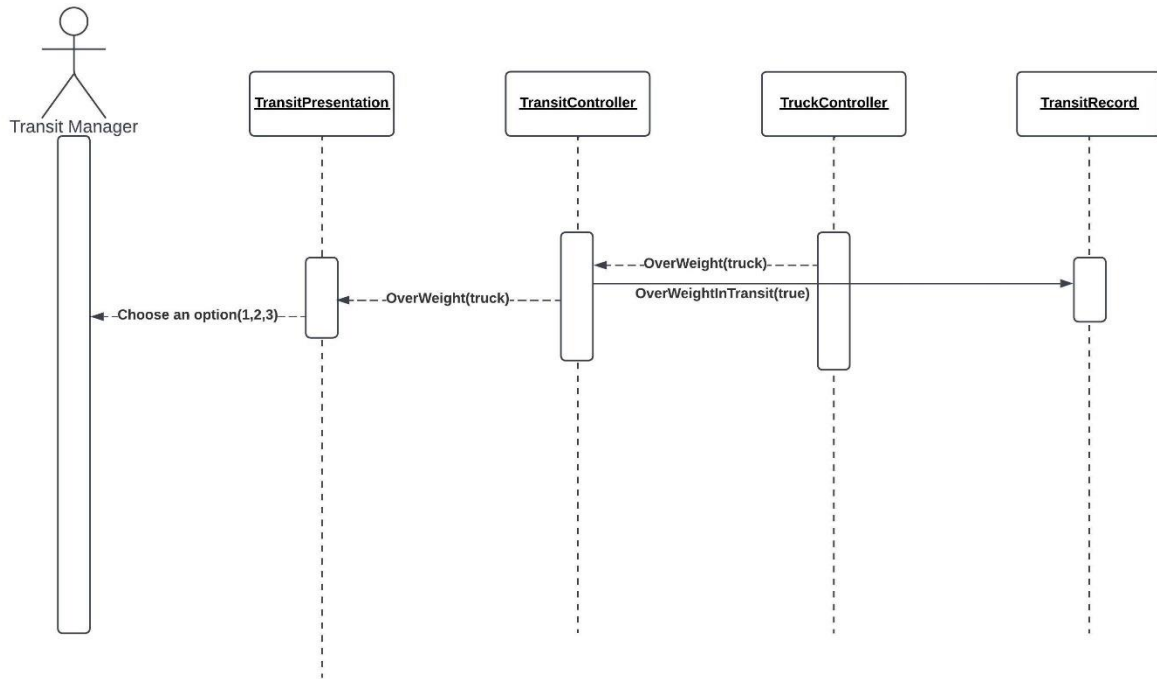 Transit Manager
TransitPresentation
TransitController
TruckController
TransitRecord
OverWeight(truck)
OverWeightInTransit(true)
OverWeight(truck)
Choose an option(1,2,3)